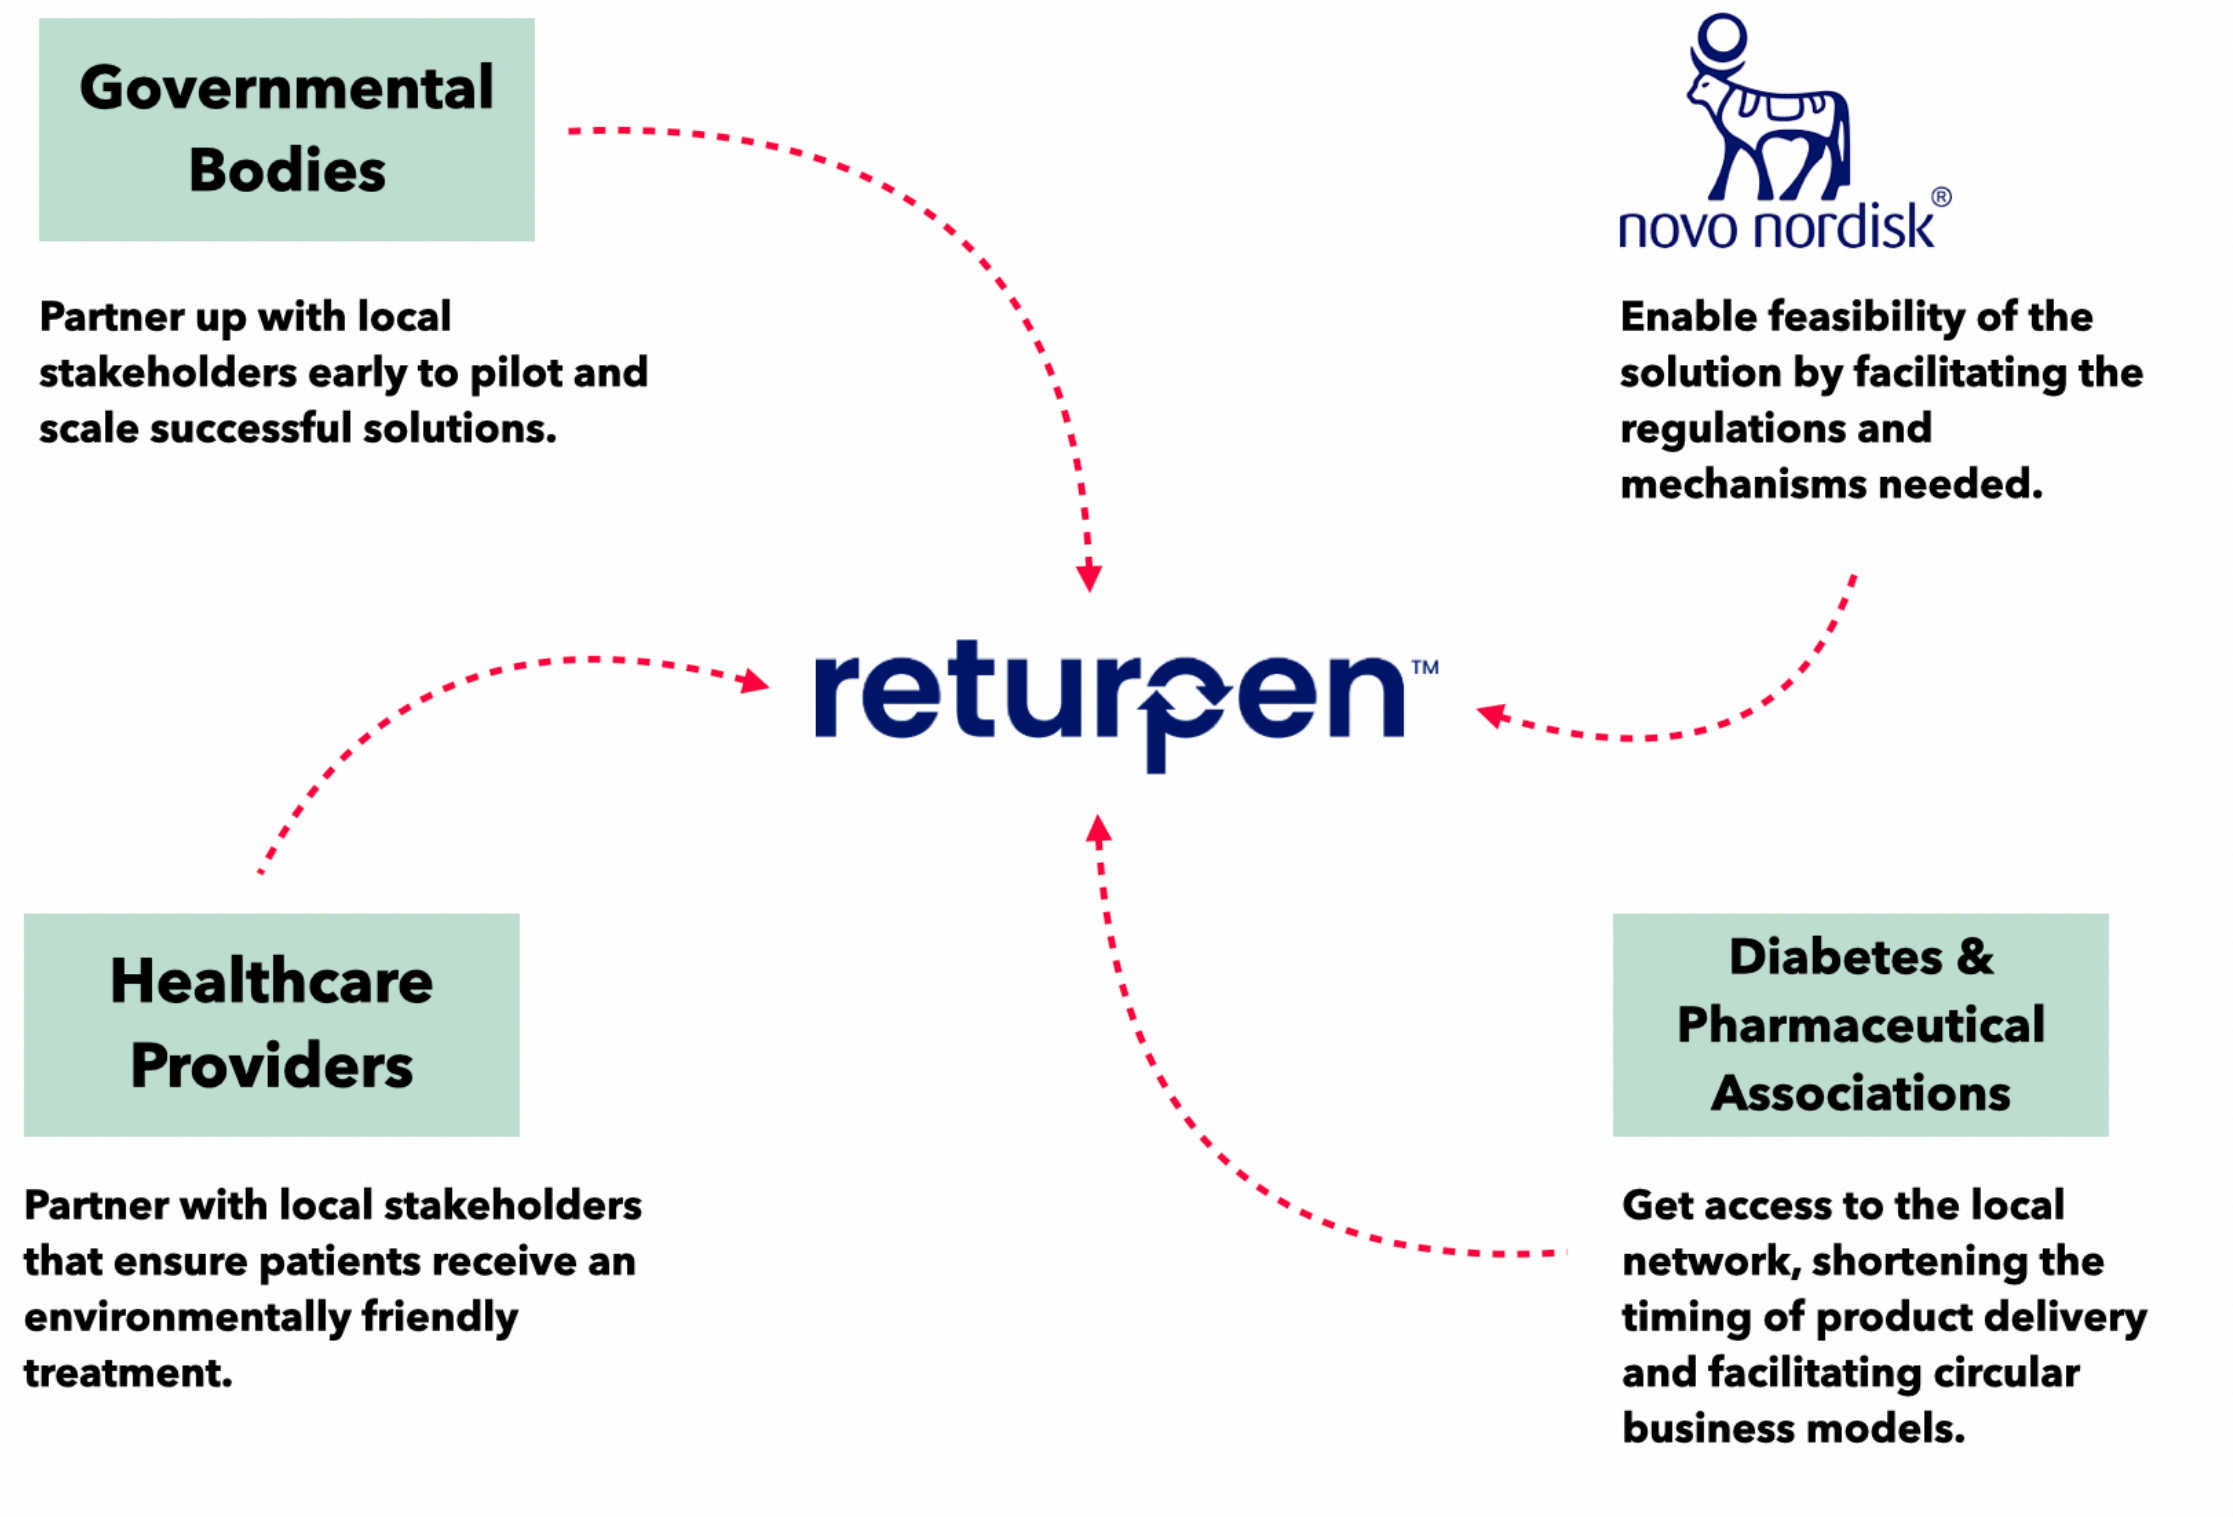 Governmental
Bodies
Partner up with local
stakeholders early to pilot and
scale successful solutions.
novo nordisk®
Enable feasibility of the
solution by facilitating the
regulations and
mechanisms needed.
returpen™
Healthcare
Providers
Partner with local stakeholders
that ensure patients receive an
environmentally friendly
treatment.
Diabetes &
Pharmaceutical
Associations
Get access to the local
network, shortening the
timing of product delivery
and facilitating circular
business models.